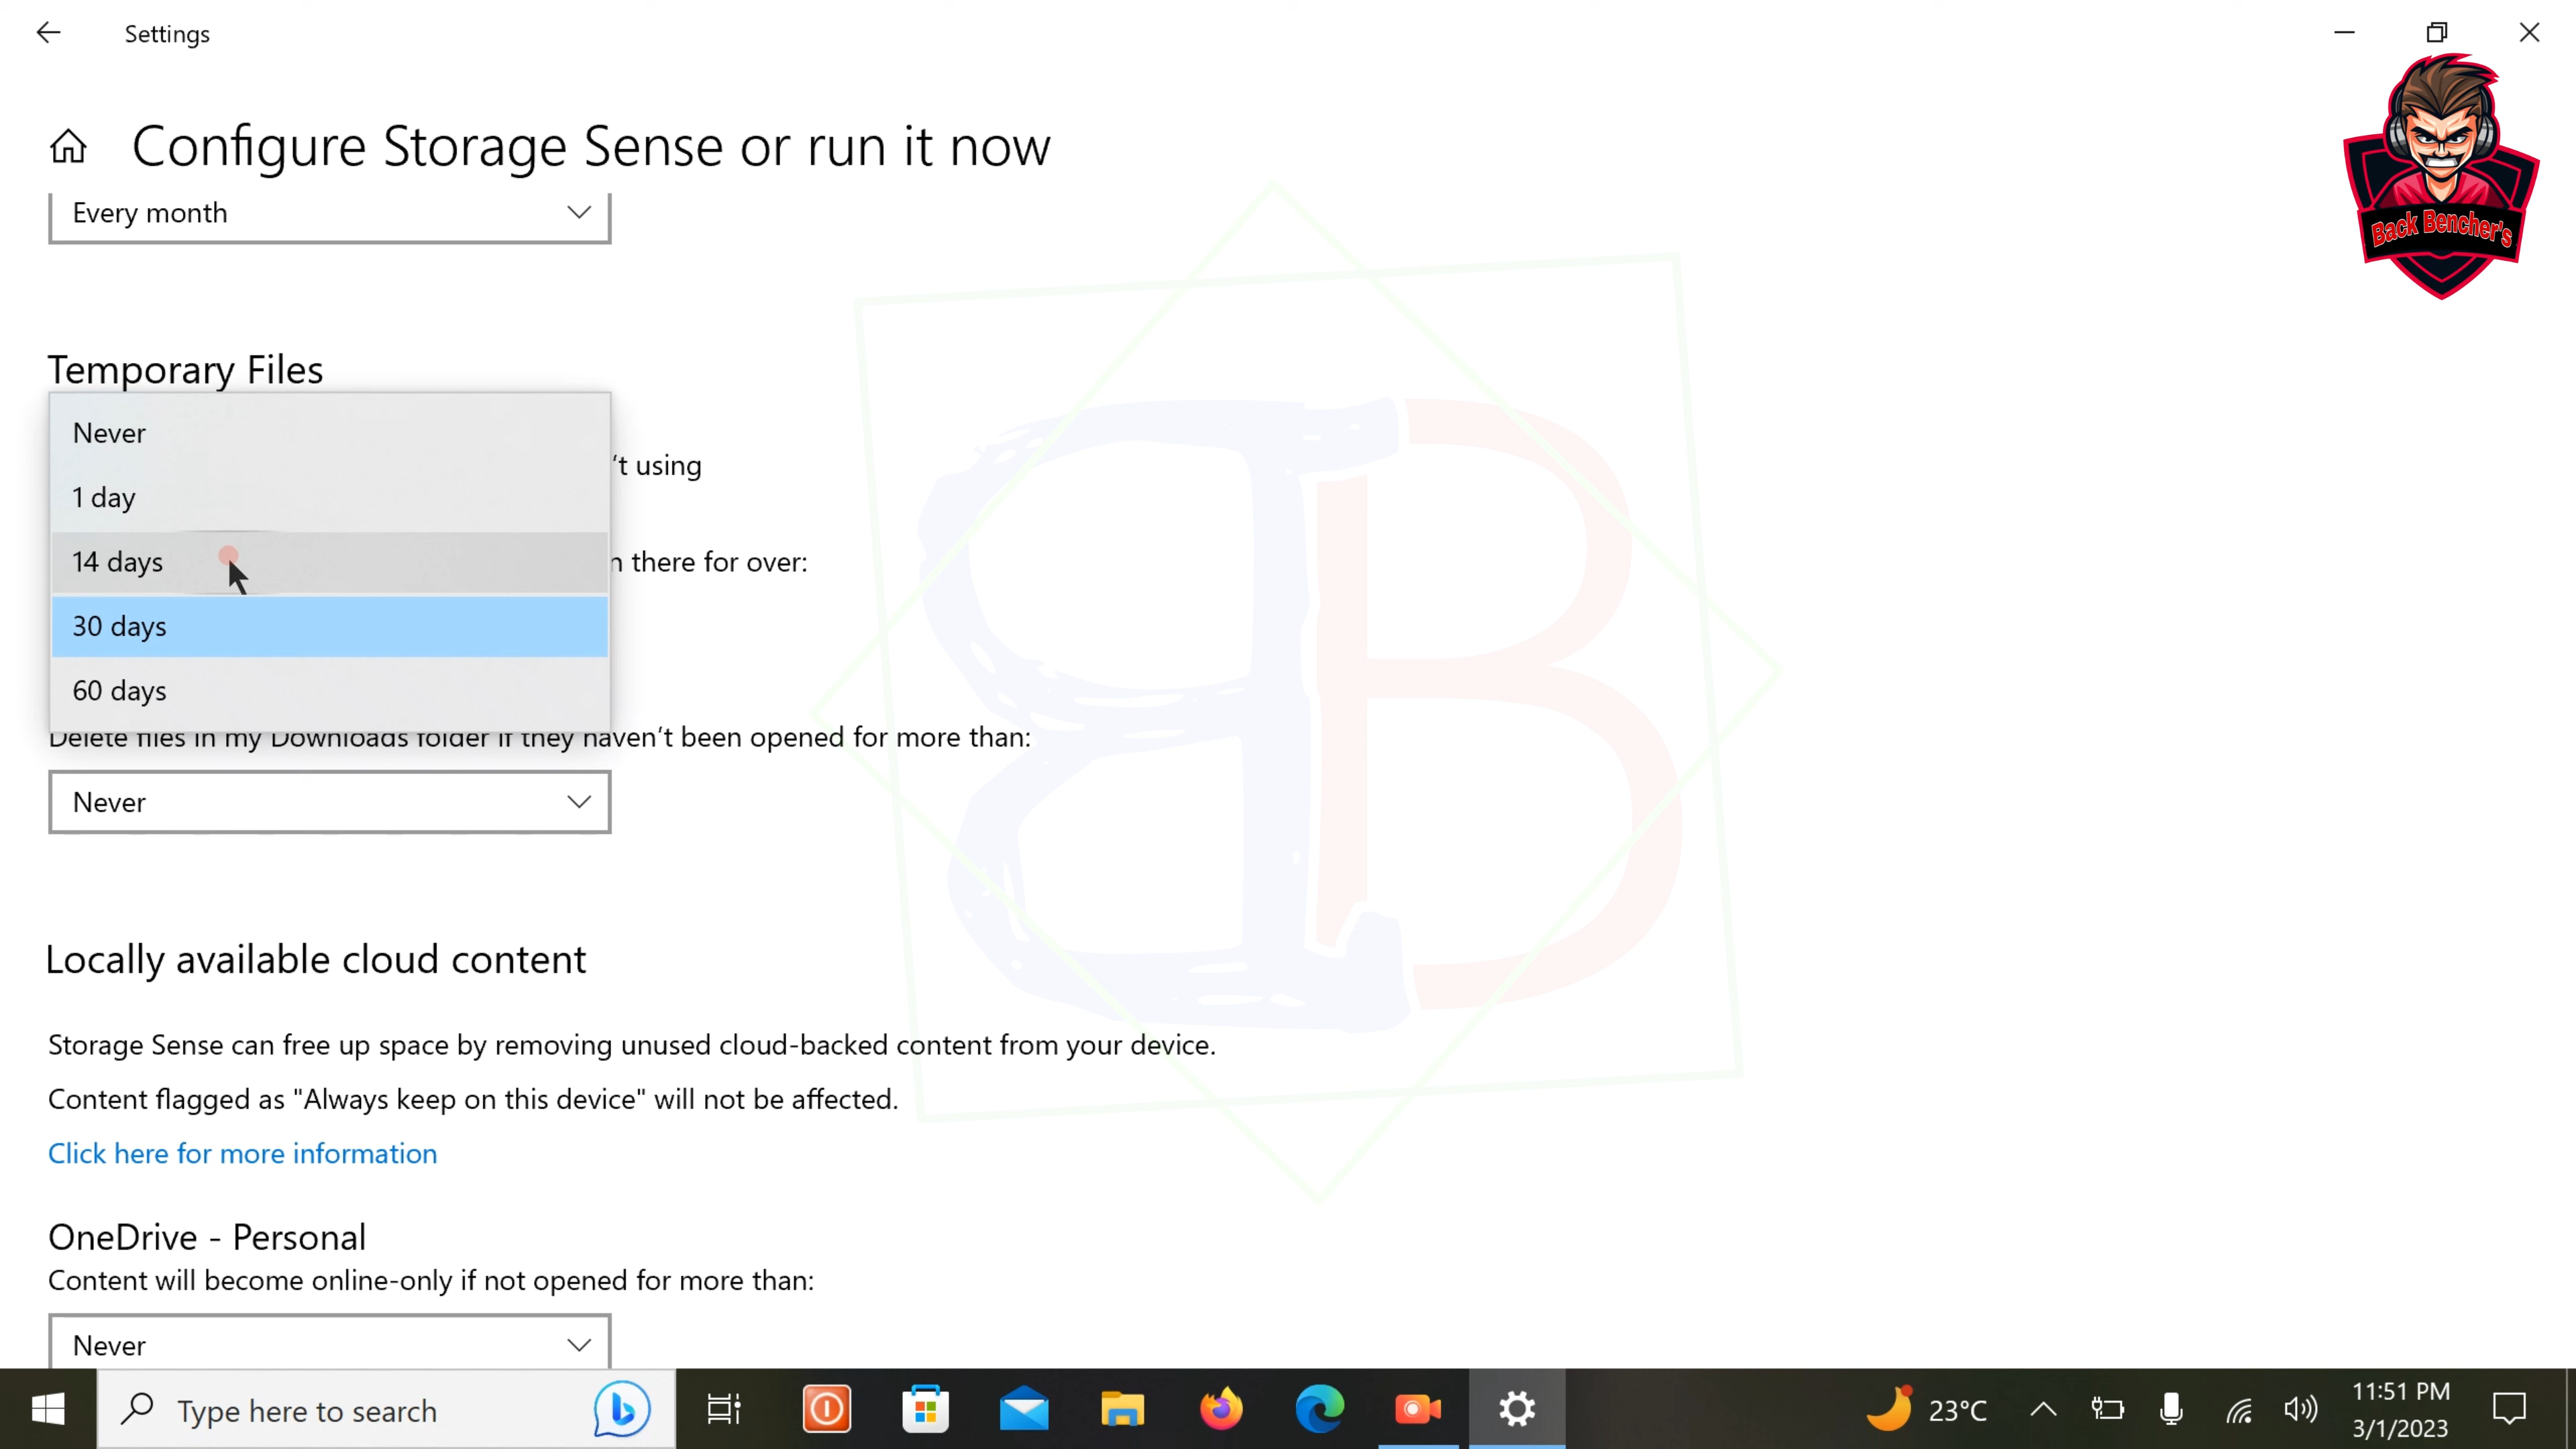 Settings
Configure Storage Sense or run it now
Every month
Temporary Files
Never
't using
1 day
14 days
n there for over:
30 days
60 days
Delete files in my Downloads folder if they haven't been opened for more than:
Never
Locally available cloud content
Storage Sense can free up space by removing unused cloud-backed content from your device.
Content flagged as "Always keep on this device" will not be affected.
Click here for more information
OneDrive - Personal
Content will become online-only if not opened for more than:
Never
Type here to search
23°C
11:51 PM
3/1/2023
Back Bencher's
B B